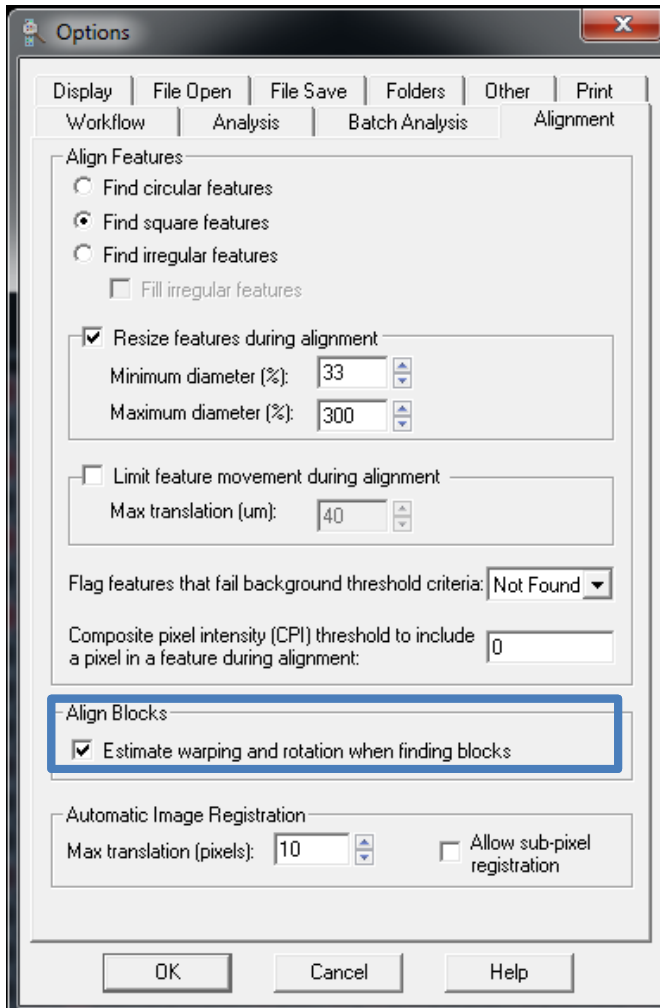 Options
Display File Open File Save Folders Other Print
Workflow Analysis Batch Analysis Alignment
Align Features
Find circular features
Find square features
Find irregular features
Fill irregular features
Resize features during alignment
Minimum diameter (%): 33
Maximum diameter (%): 300
Limit feature movement during alignment
Max translation (um): 40
Flag features that fail background threshold criteria: Not Found
Composite pixel intensity (CPI) threshold to include
a pixel in a feature during alignment: 0
Align Blocks
Estimate warping and rotation when finding blocks
Automatic Image Registration
Max translation (pixels): 10 Allow sub-pixel
registration
OK Cancel Help